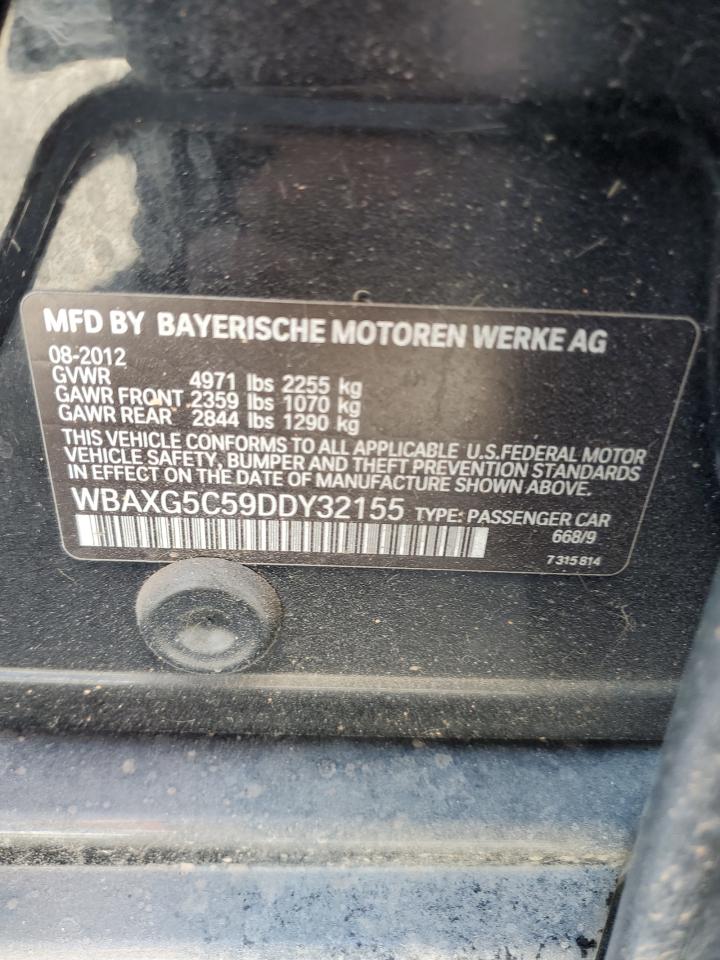 MFD BY BAYERISCHE MOTOREN WERKE AG
08-2012
GVWR 4971 lbs 2255 kg
GAWR FRONT 2359 lbs 1070 kg
GAWR REAR 2844 lbs 1290 kg
THIS VEHICLE CONFORMS TO ALL APPLICABLE U.S.FEDERAL MOTOR
VEHICLE SAFETY, BUMPER AND THEFT PREVENTION STANDARDS
IN EFFECT ON THE DATE OF MANUFACTURE SHOWN ABOVE.
WBAXG5C59DDY32155 TYPE: PASSENGER CAR
668/9
7 315 814